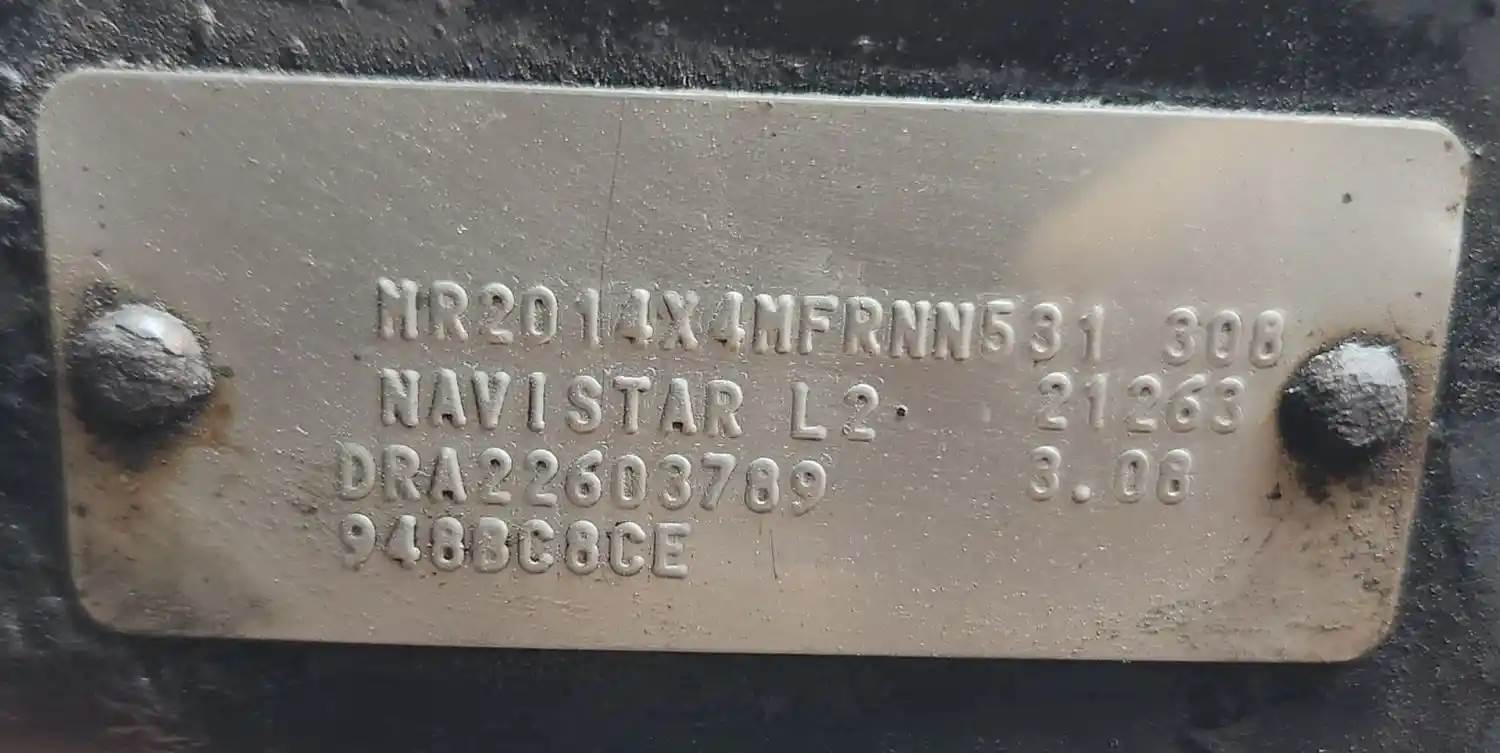 MR2014X4MFRNN531 308
NAVISTAR L2 21263
DRA22603789 3.08
948BC8CE